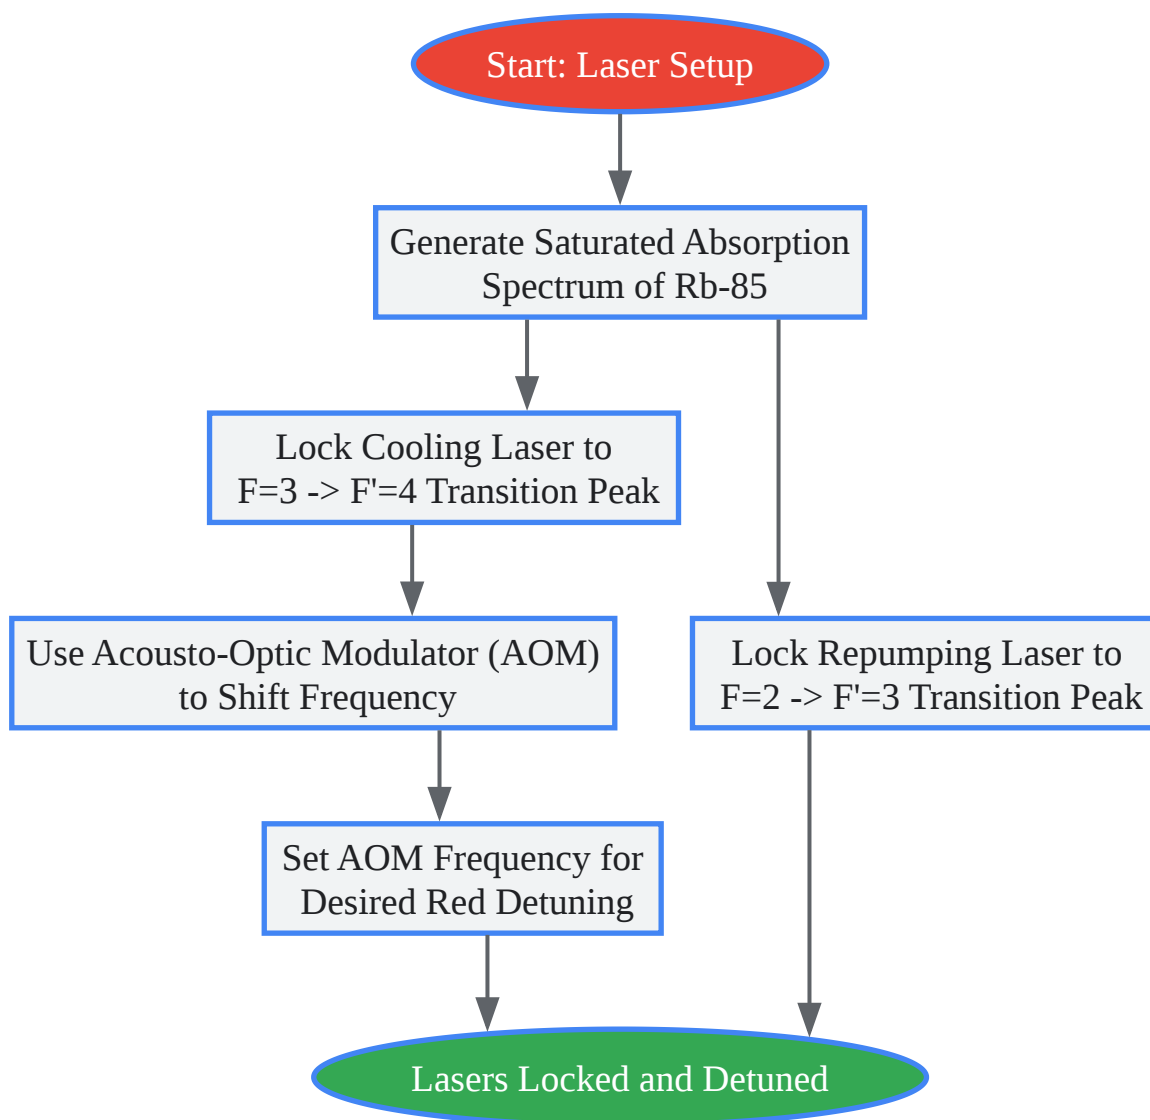 Start: Laser Setup
Generate Saturated Absorption
Spectrum of Rb-85
Lock Cooling Laser to
F=3 -> F'=4 Transition Peak
Use Acousto-Optic Modulator (AOM)
to Shift Frequency
Lock Repumping Laser to
F=2 -> F'=3 Transition Peak
Set AOM Frequency for
Desired Red Detuning
Lasers Locked and Detuned